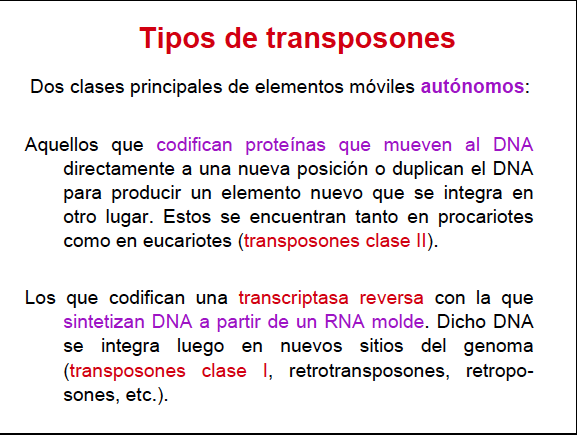 Tipos de transposones
Dos clases principales de elementos móviles autónomos:
Aquellos que codifican proteínas que mueven al DNA
directamente a una nueva posición o duplican el DNA
para producir un elemento nuevo que se integra en
otro lugar. Estos se encuentran tanto en procariotes
como en eucariotes (transposones clase II).
Los que codifican una transcriptasa reversa con la que
sintetizan DNA a partir de un RNA molde. Dicho DNA
se integra luego en nuevos sitios del genoma
(transposones clase I, retrotransposones, retropo-
sones, etc.).